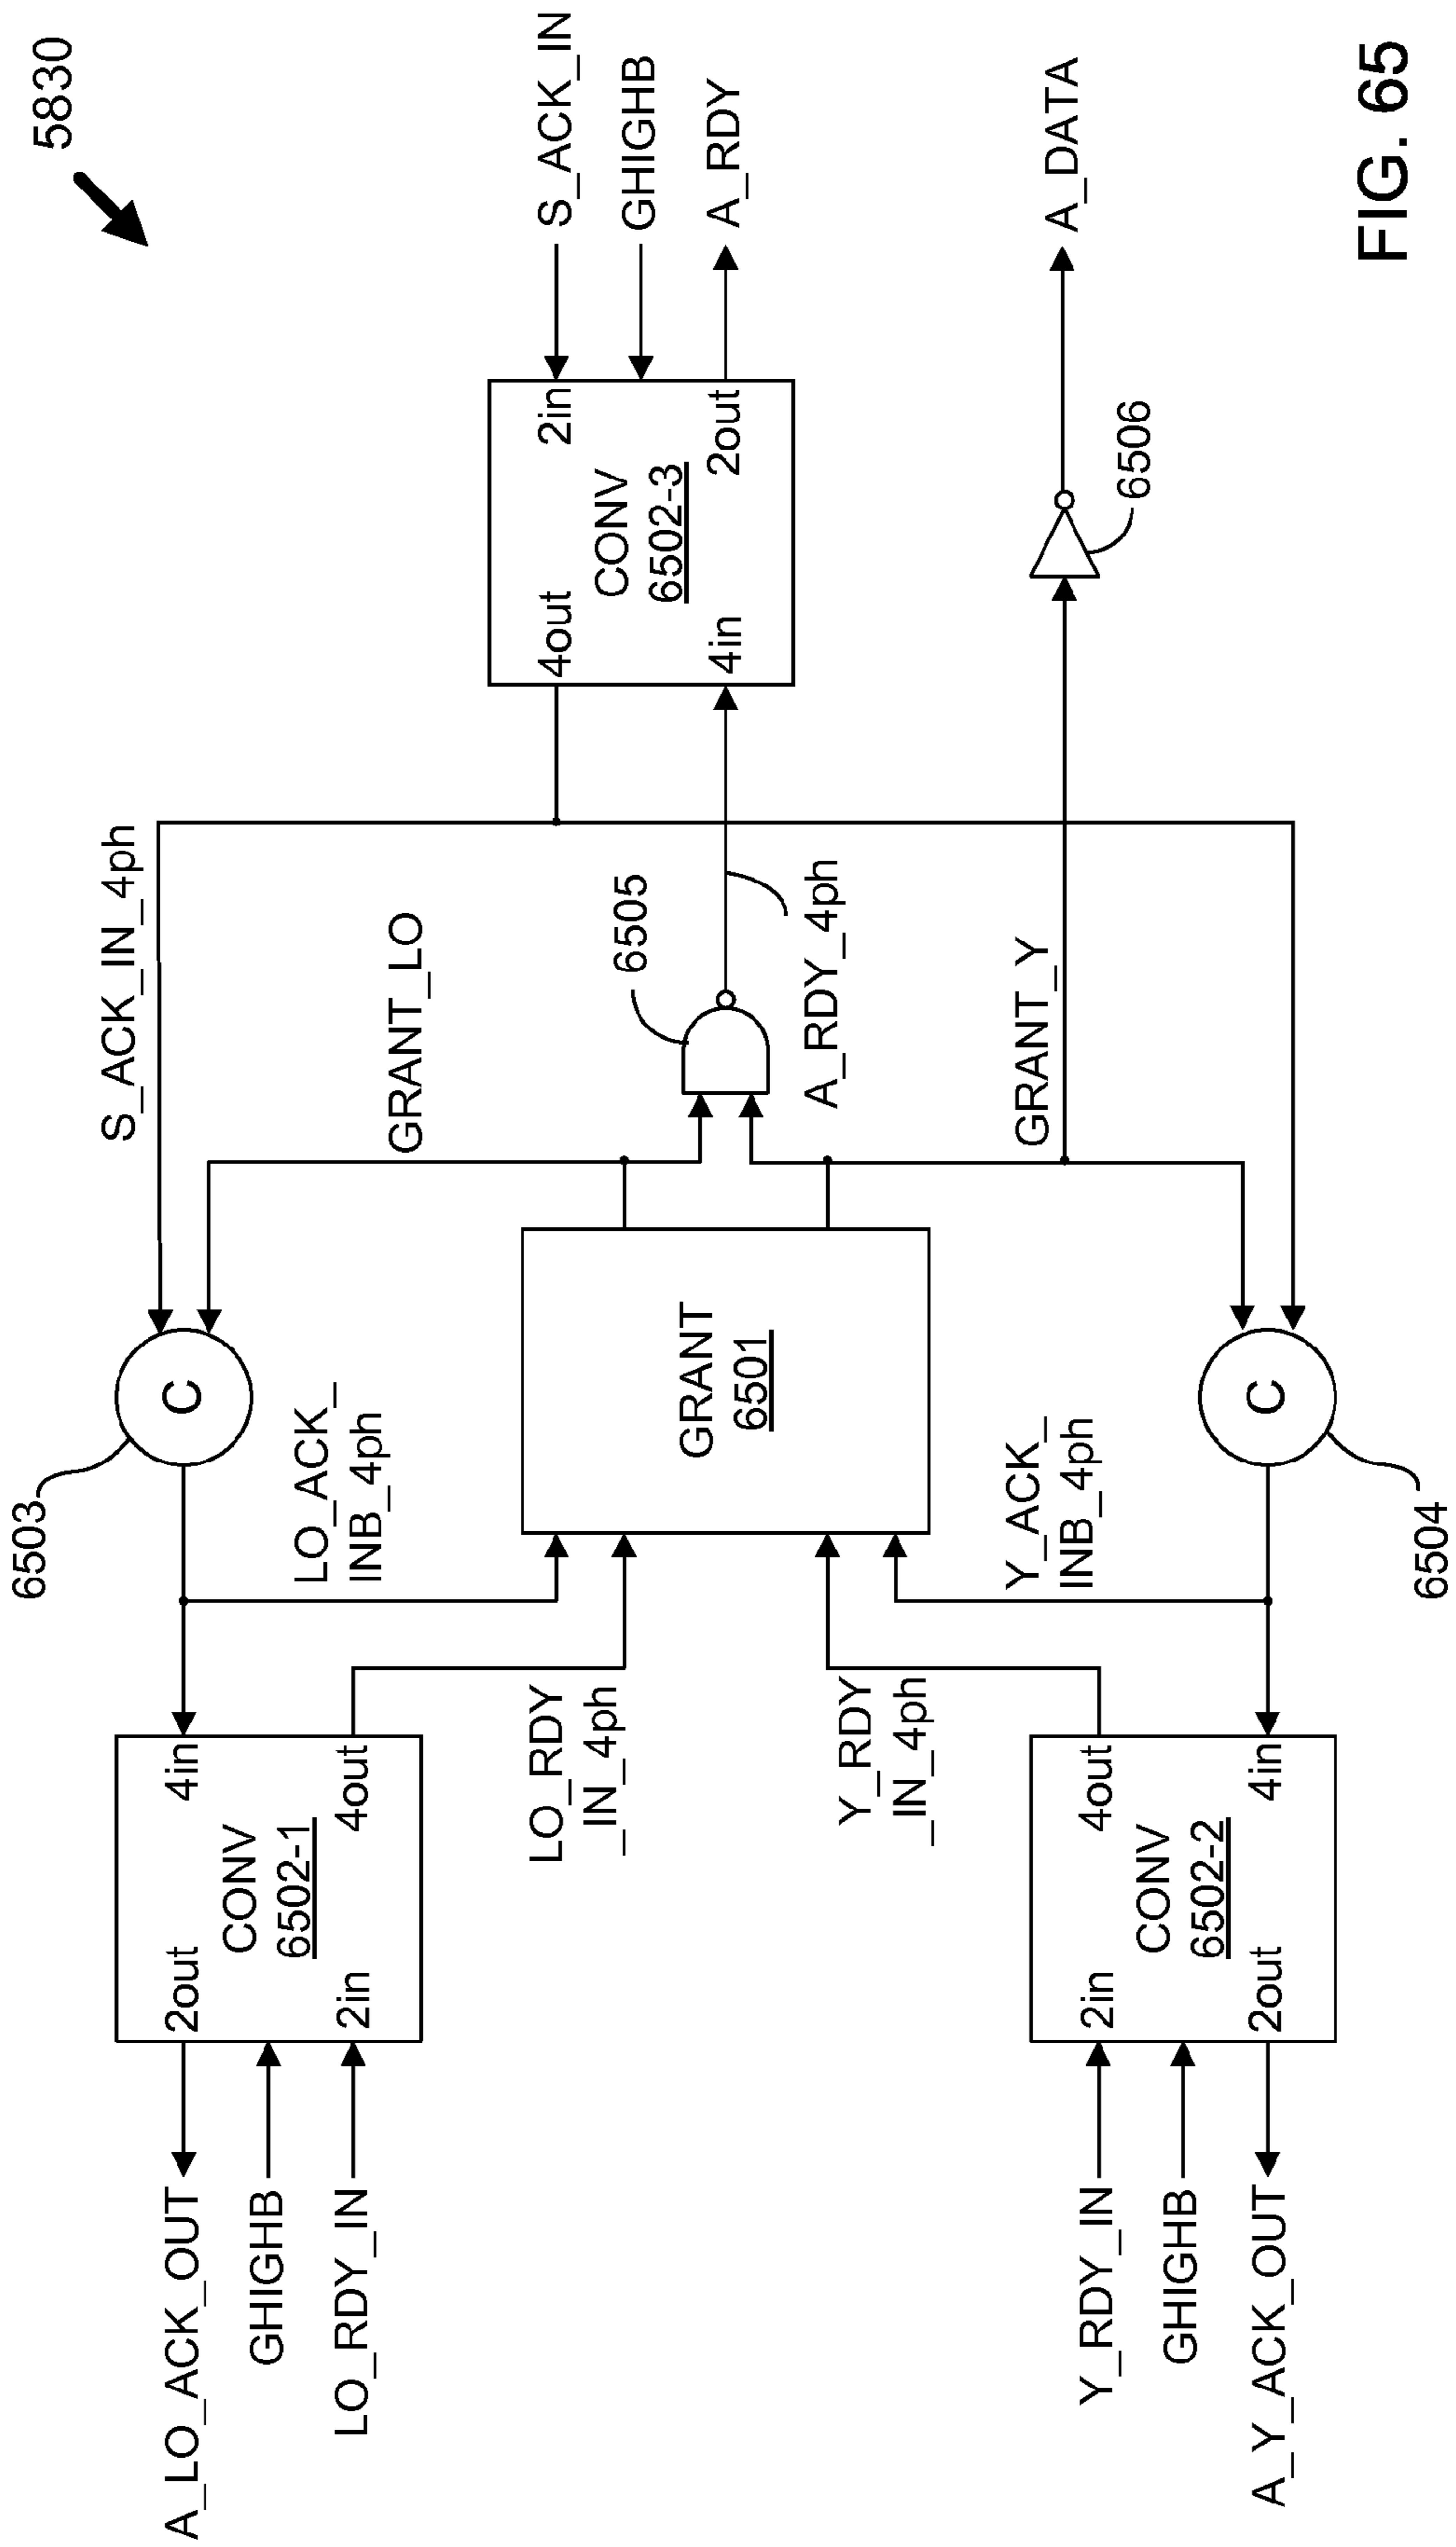 5830
6503
S_ACK_IN_4ph
A_LO_ACK_OUT
2out
4in
C
GHIGHB
CONV
6502-1
LO_ACK_
INB_4ph
GRANT_LO
LO_RDY_IN
2in
4out
LO_RDY
_IN_4ph
GRANT
6501
6505
A_RDY_4ph
4out
2in
S_ACK_IN
CONV
6502-3
GHIGHB
4in
2out
A_RDY
Y_RDY
_IN_4ph
Y_ACK_
INB_4ph
GRANT_Y
A_DATA
6506
Y_RDY_IN
2in
4out
GHIGHB
CONV
6502-2
A_Y_ACK_OUT
2out
4in
C
6504
FIG. 65